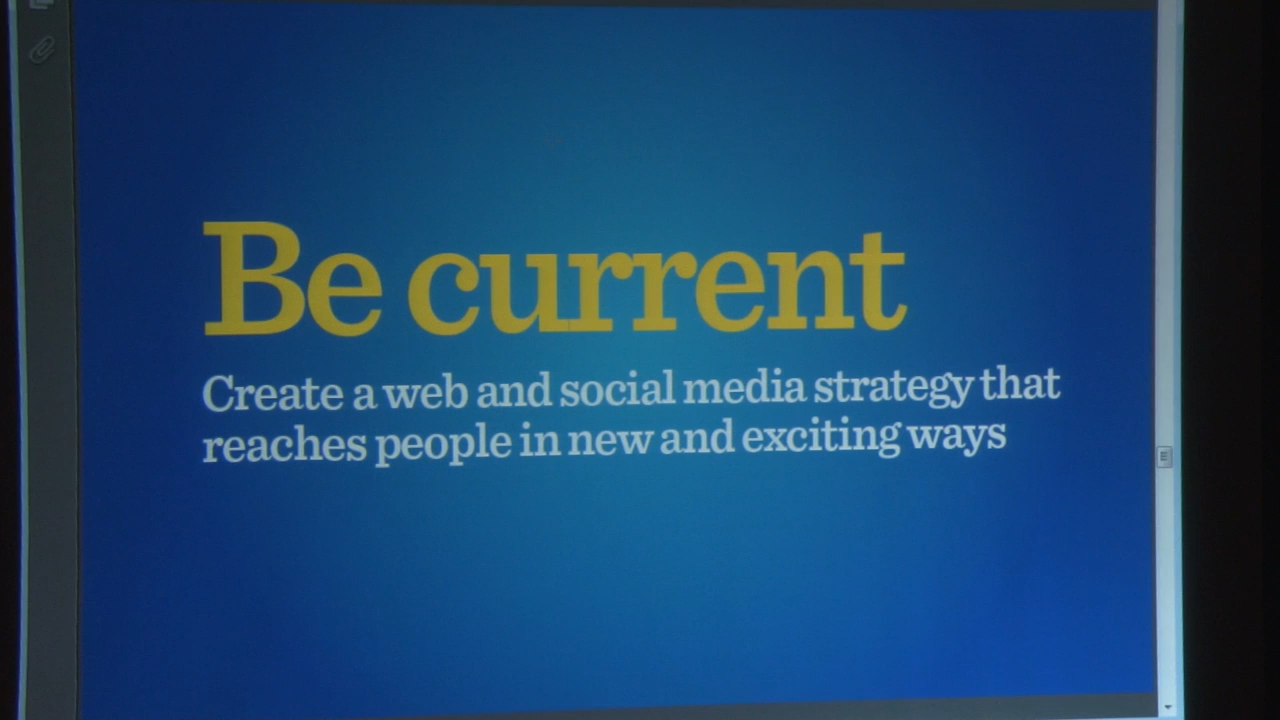 Be current
Create a web and social media strategy that
reaches people in new and exciting ways